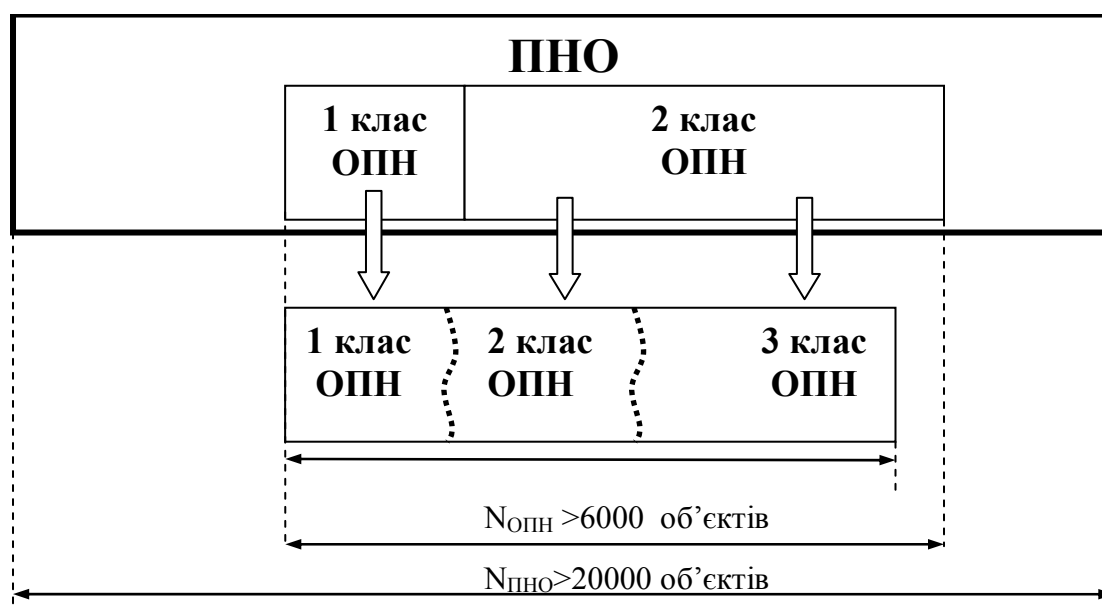 ПНО
1 клас
ОПН
2 клас
ОПН
1 клас
ОПН
2 клас
ОПН
3 клас
ОПН
NОПН >6000 об’єктів
NПНО>20000 об’єктів